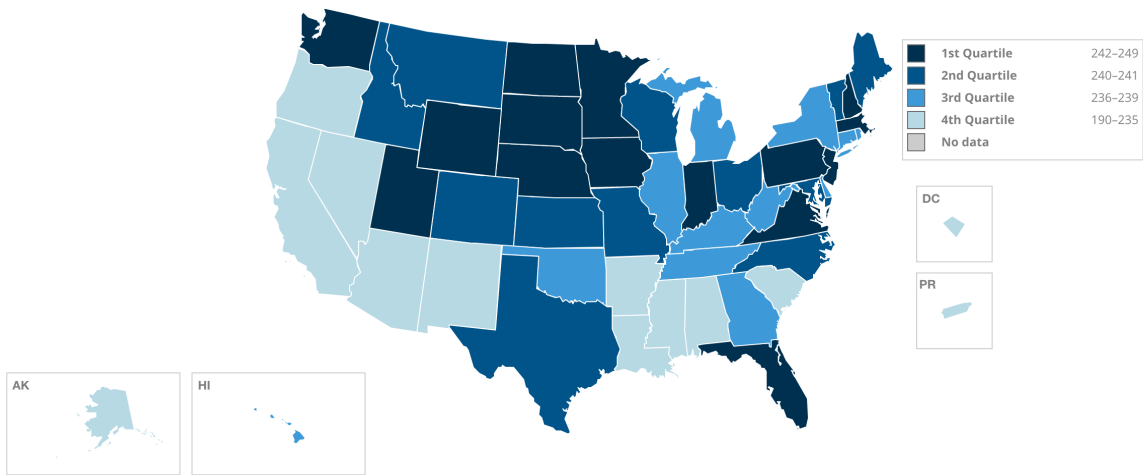 1st Quartile 242–249
2nd Quartile 240–241
3rd Quartile 236–239
4th Quartile 190–235
No data
DC
PR
AK
HI